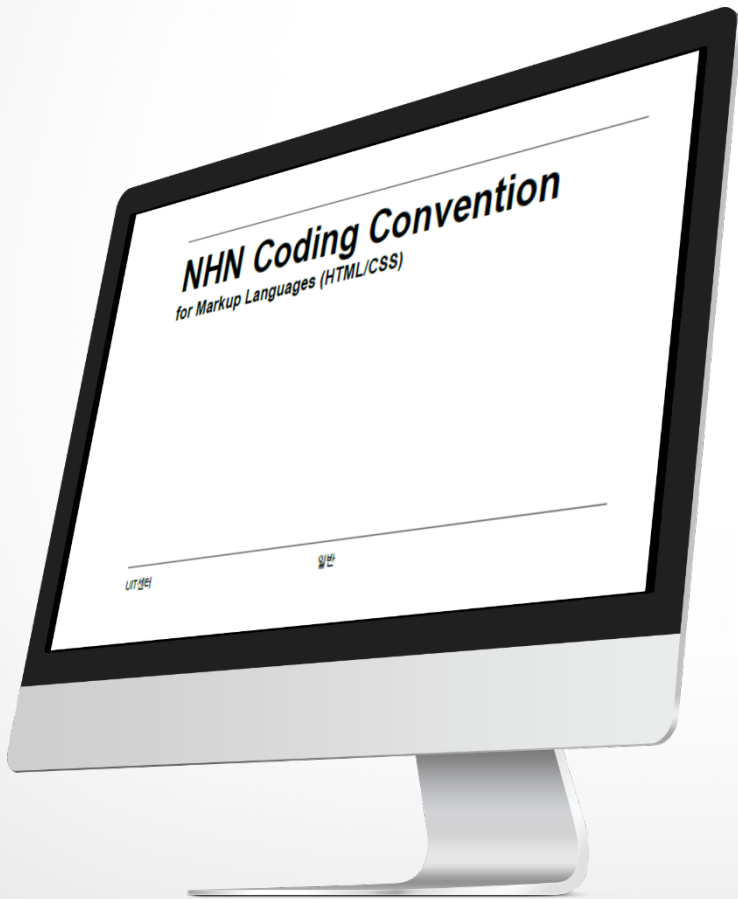 NHN Coding Convention
for Markup Languages (HTML/CSS)
UIT센터
일반